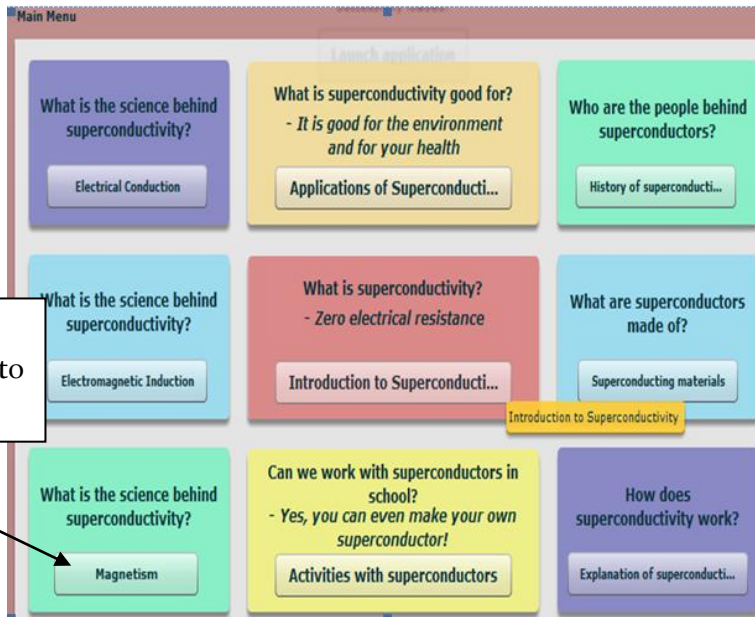 Main Menu
Launch application
What is the science behind
superconductivity?
Electrical Conduction
What is superconductivity good for?
- It is good for the environment
and for your health
Applications of Superconducti...
Who are the people behind
superconductors?
History of superconducti...
What is the science behind
superconductivity?
Electromagnetic Induction
to
What is superconductivity?
- Zero electrical resistance
Introduction to Superconducti...
What are superconductors
made of?
Superconducting materials
Introduction to Superconductivity
What is the science behind
superconductivity?
Magnetism
Can we work with superconductors in
school?
- Yes, you can even make your own
superconductor!
Activities with superconductors
How does
superconductivity work?
Explanation of superconducti...